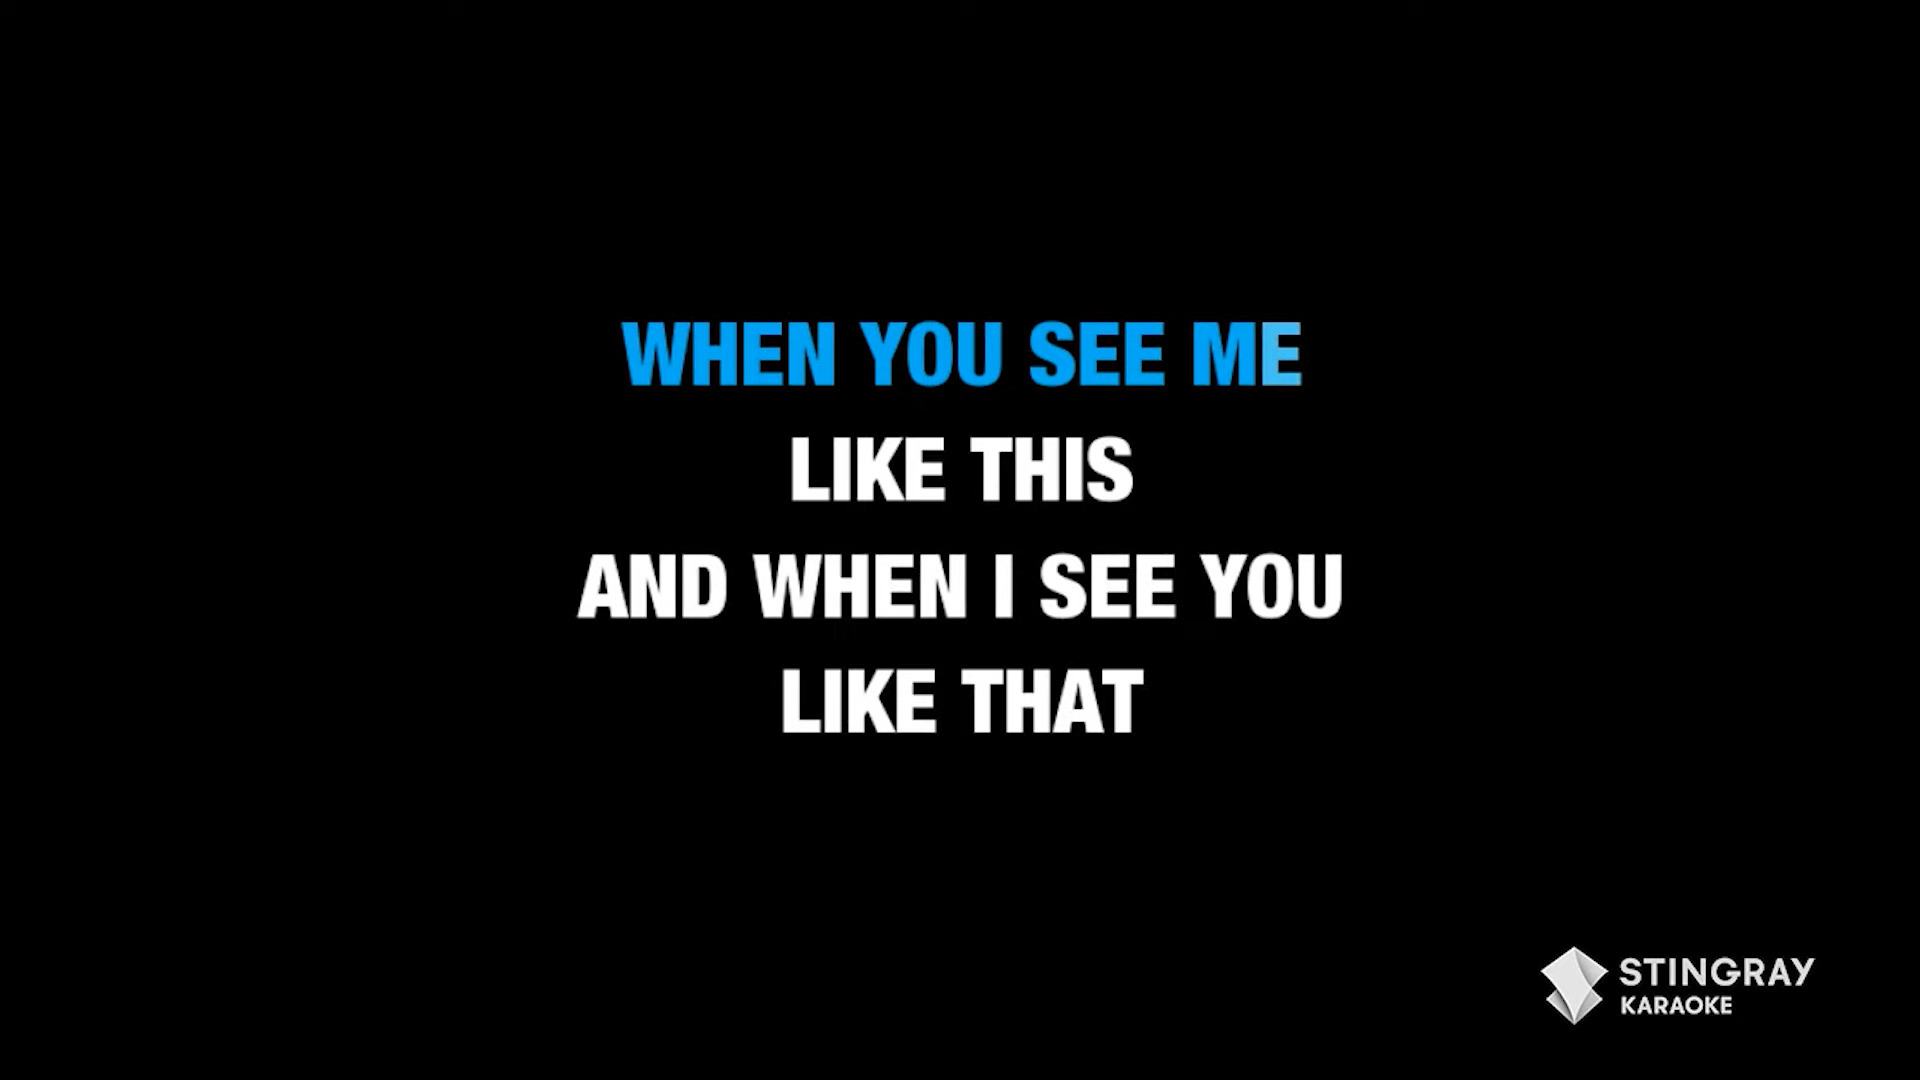 WHEN YOU SEE ME
LIKE THIS
AND WHEN I SEE YOU
LIKE THAT
STINGRAY
KARAOKE